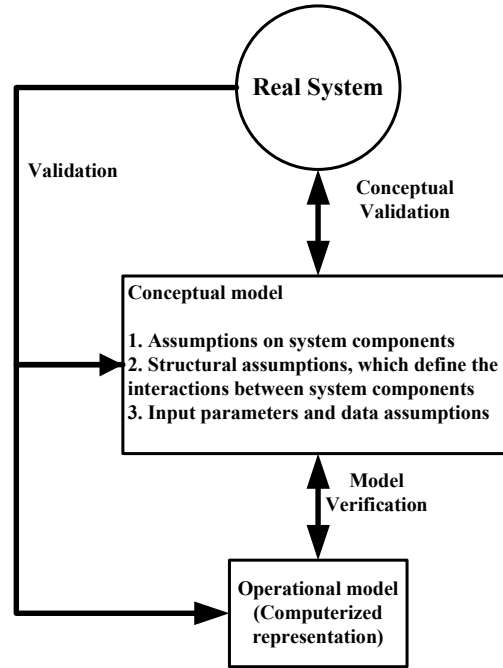 Real System
Validation
Conceptual
Validation
Conceptual model
1. Assumptions on system components
2. Structural assumptions, which define the
interactions between system components
3. Input parameters and data assumptions
Model
Verification
Operational model
(Computerized
representation)